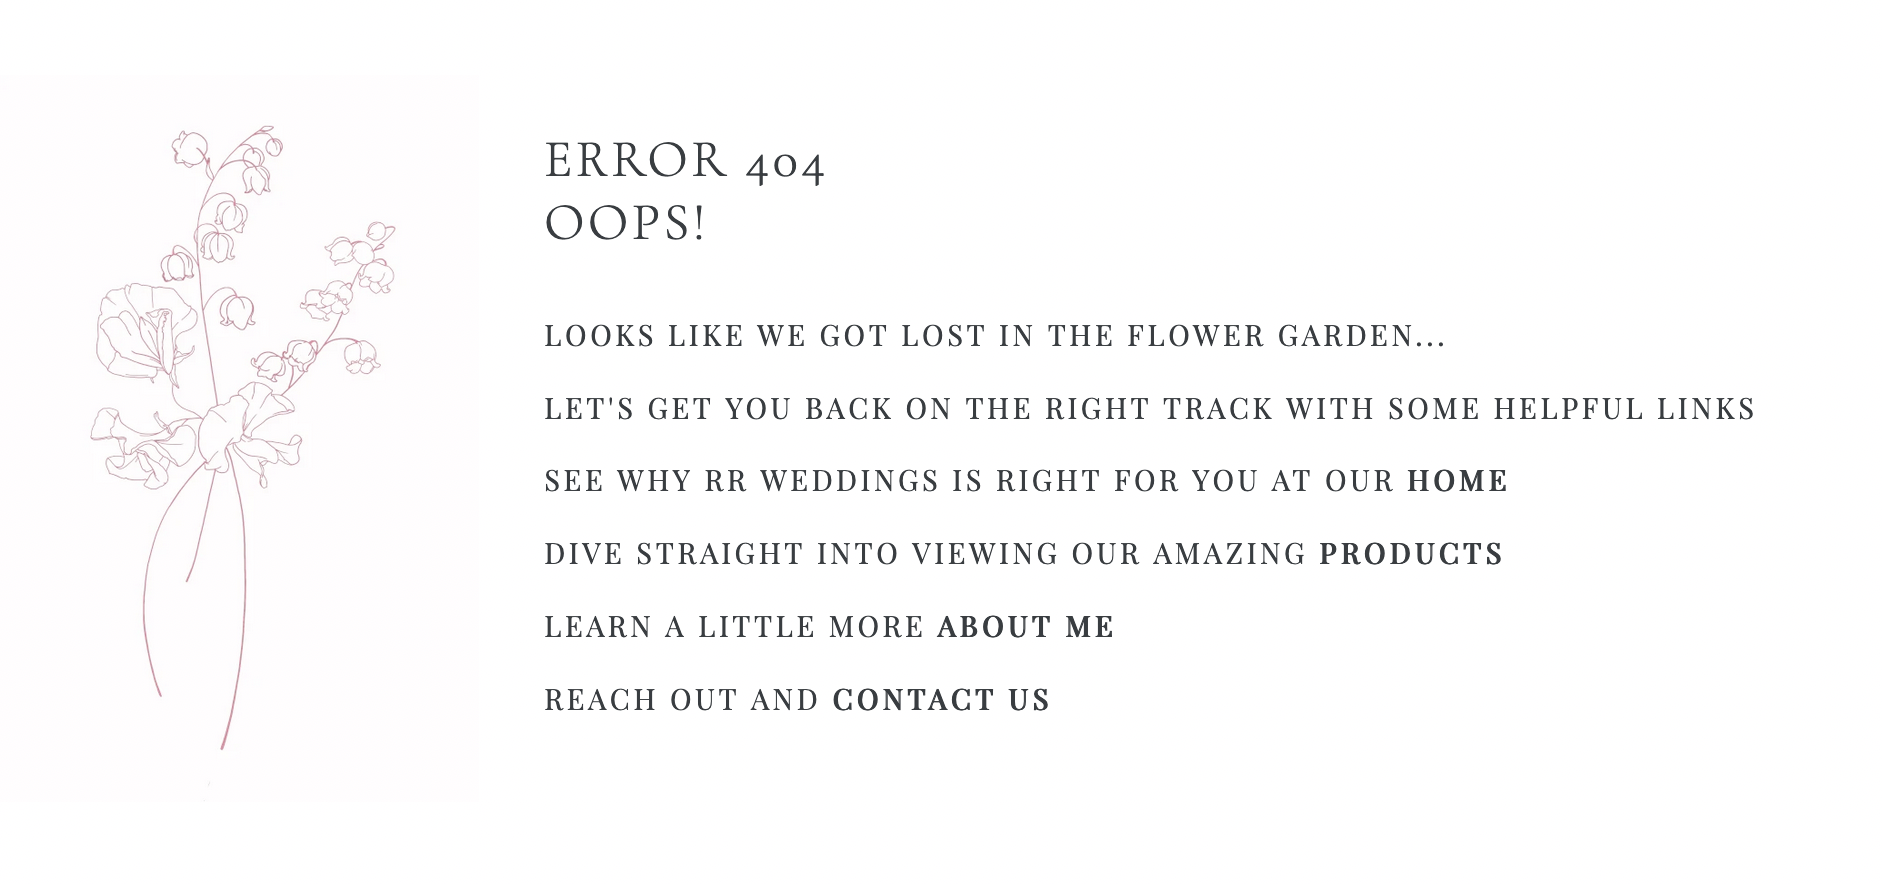 ERROR 404
OOPS!
LOOKS LIKE WE GOT LOST IN THE FLOWER GARDEN...
LET'S GET YOU BACK ON THE RIGHT TRACK WITH SOME HELPFUL LINKS
SEE WHY RR WEDDINGS IS RIGHT FOR YOU AT OUR HOME
DIVE STRAIGHT INTO VIEWING OUR AMAZING PRODUCTS
LEARN A LITTLE MORE ABOUT ME
REACH OUT AND CONTACT US